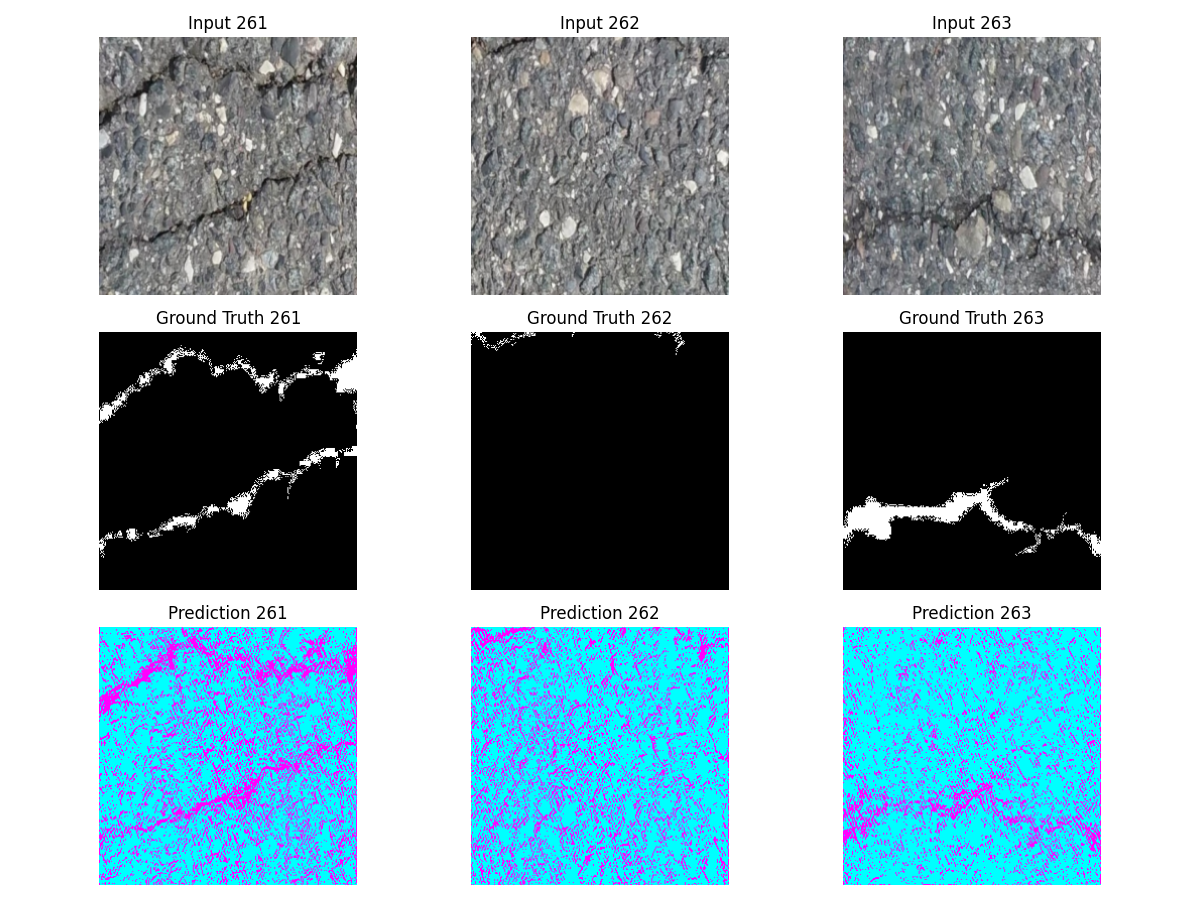 Input 261
Input 262
Input 263
Ground Truth 261
Ground Truth 262
Ground Truth 263
Prediction 261
Prediction 262
Prediction 263